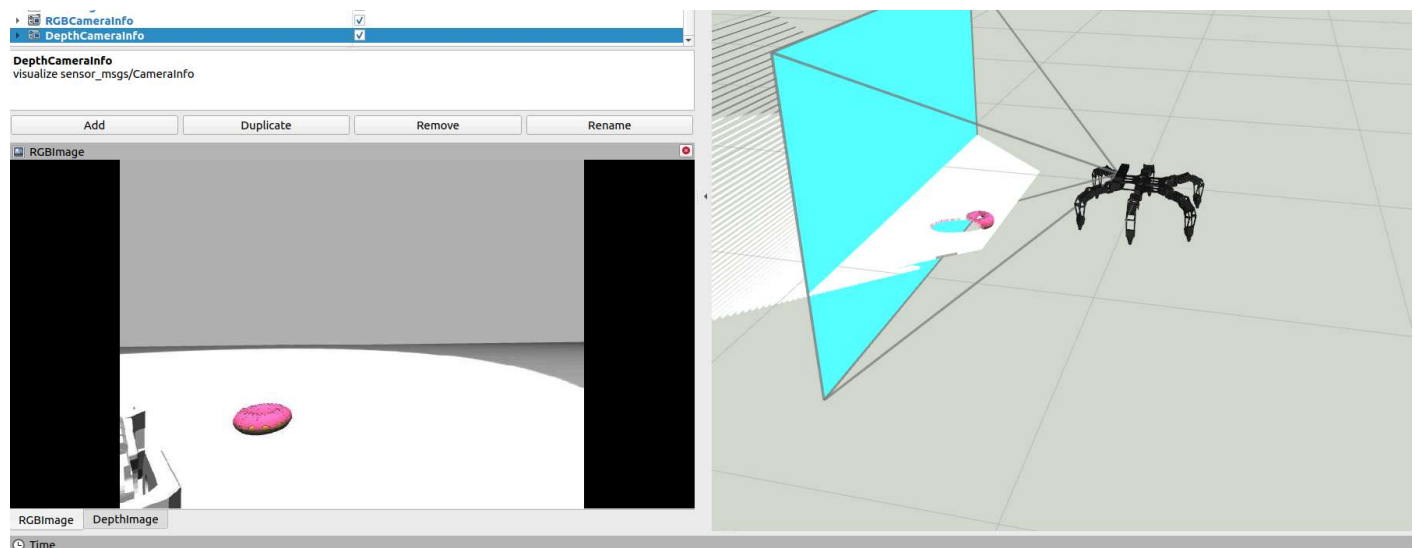 RGBCameraInfo
DepthCameraInfo
DepthCameraInfo
visualize sensor_msgs/CameraInfo
Add Duplicate Remove Rename
RGBImage
RGBImage DepthImage
Time